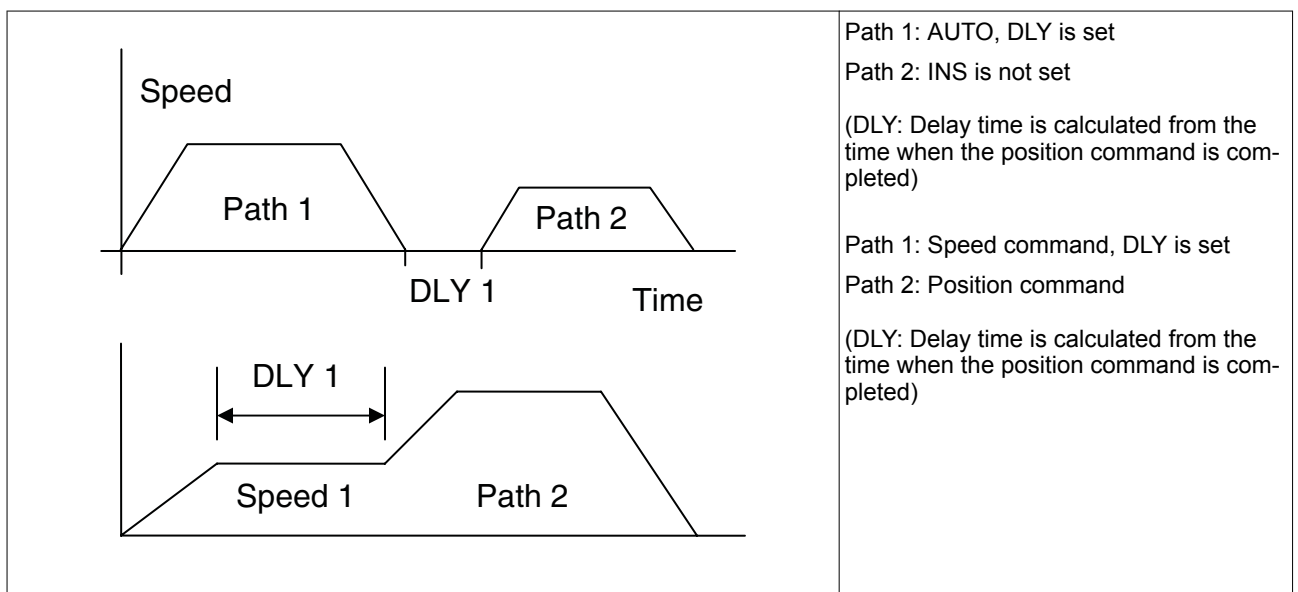 Speed
Path 1
Path 2
DLY 1
Time
DLY 1
Speed 1
Path 2
Path 1: AUTO, DLY is set
Path 2: INS is not set
(DLY: Delay time is calculated from the
time when the position command is com-
pleted)
Path 1: Speed command, DLY is set
Path 2: Position command
(DLY: Delay time is calculated from the
time when the position command is com-
pleted)